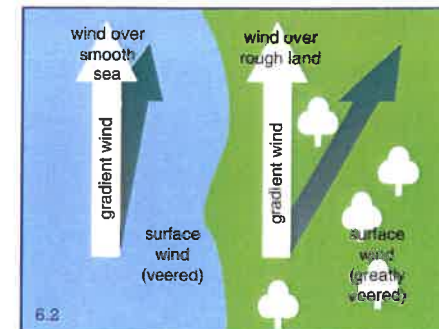 wind over
smooth
sea
gradient wind
surface
wind
(veered)
wind over
rough land
gradient wind
surface
wind
(greatly
veered)
6.2